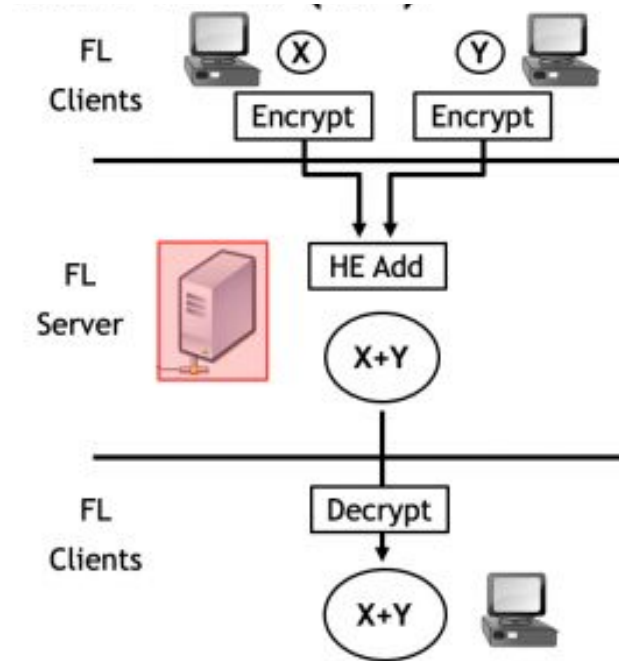 FL
Clients
X
Y
Encrypt
Encrypt
FL
Server
HE Add
X+Y
FL
Clients
Decrypt
X+Y